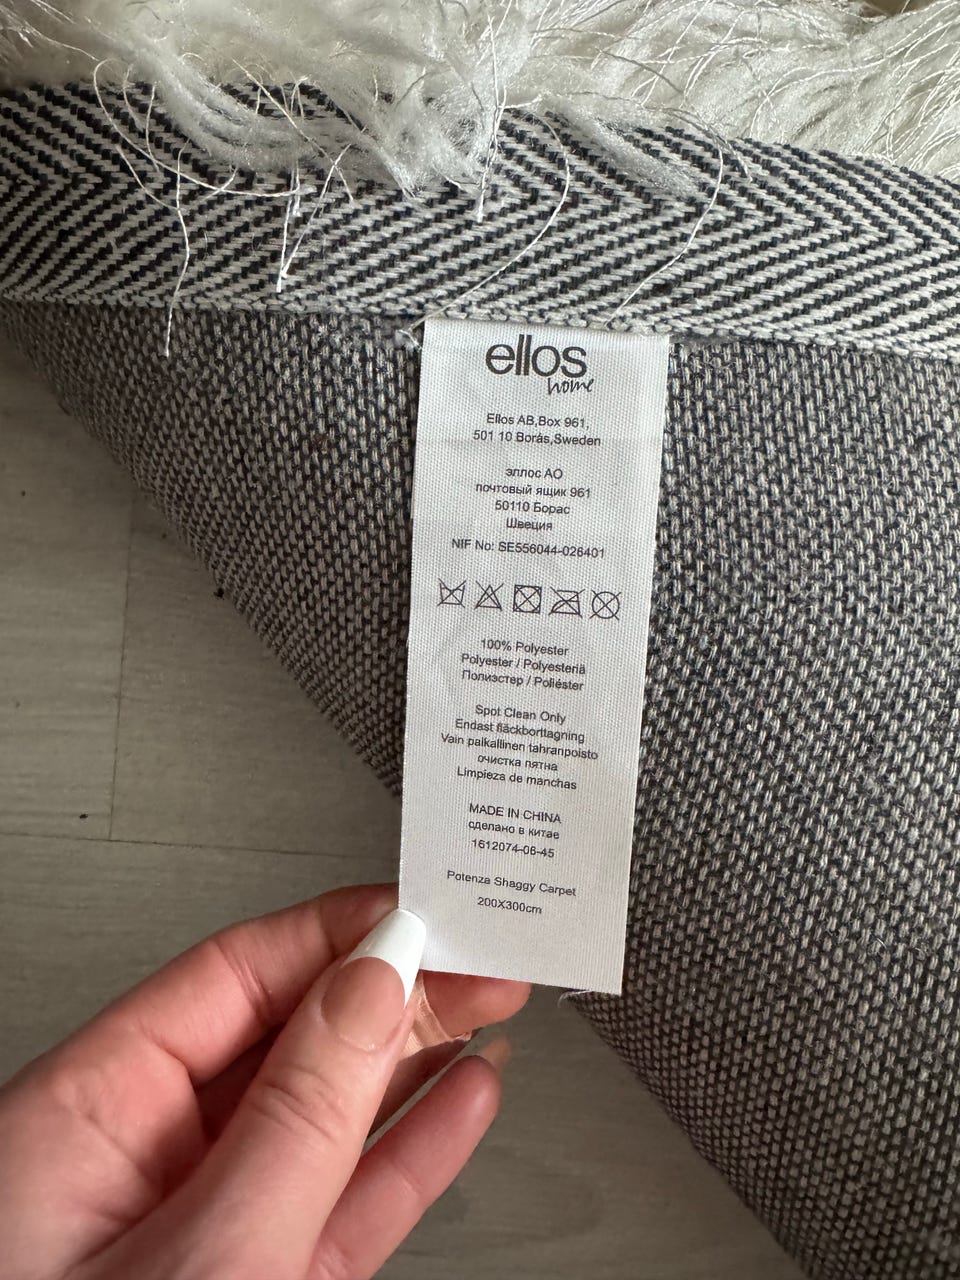 ellos
home
Ellos AB,Box 961,
501 10 Borås,Sweden
эллос АО
почтовый ящик 961
50110 Борас
Швеция
NIF No: SE556044-026401
100% Polyester
Polyester / Polyesteriä
Полиэстер / Poliéster
Spot Clean Only
Endast fläckborttagning
Vain paikallinen tahranpoisto
очистка пятна
Limpieza de manchas
MADE IN CHINA
сделано в китае
1612074-06-45
Potenza Shaggy Carpet
200X300cm